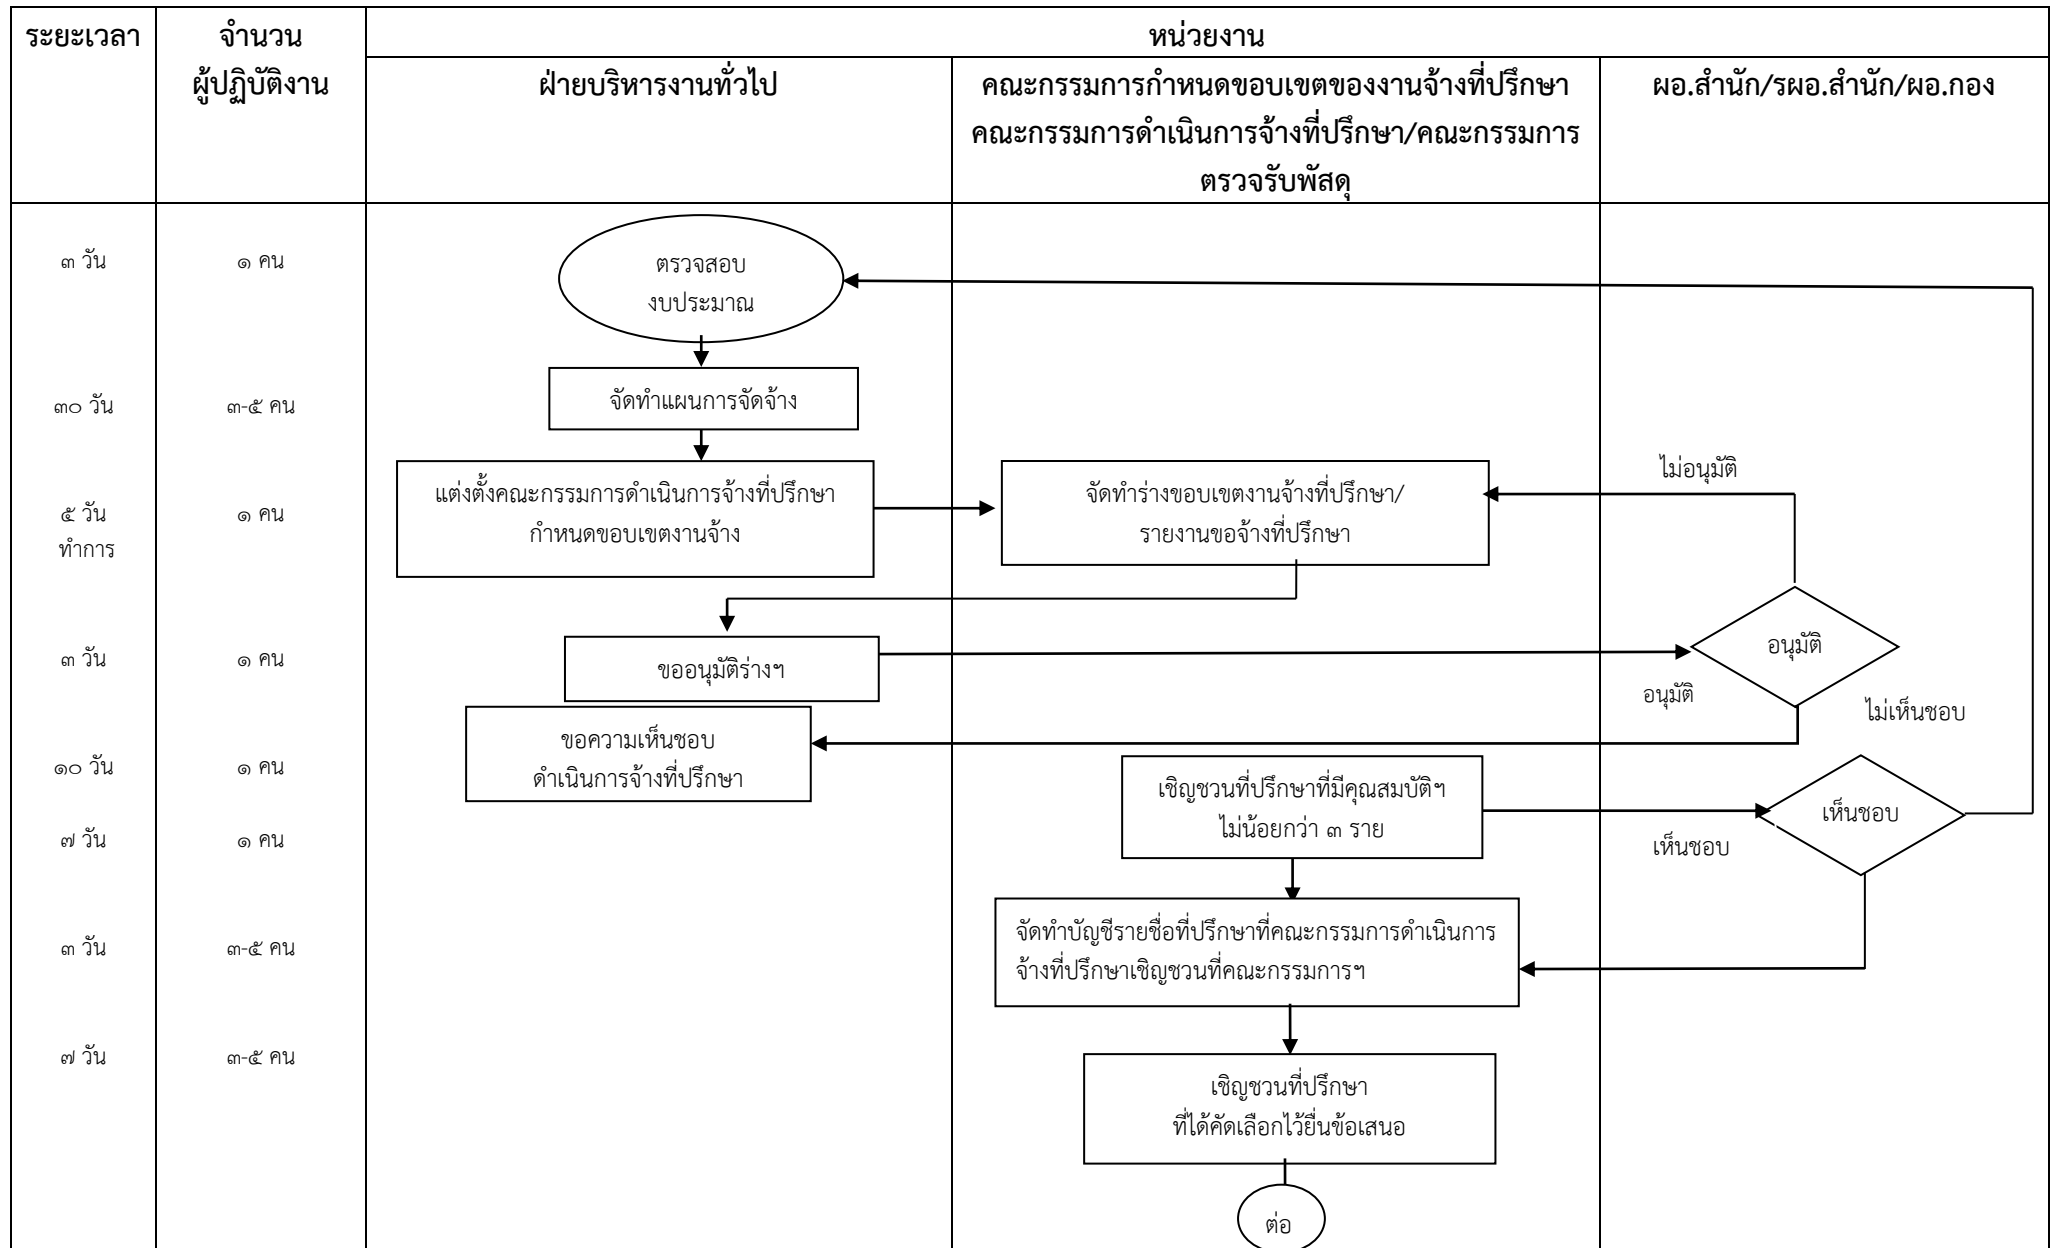 ระยะเวลา
จำนวน
ผู้ปฏิบัติงาน
หน่วยงาน
ฝ่ายบริหารงานทั่วไป
คณะกรรมการกำหนดขอบเขตของงานจ้างที่ปรึกษา
คณะกรรมการดำเนินการจ้างที่ปรึกษา/คณะกรรมการ
ตรวจรับพัสดุ
ผอ.สำนัก/รผอ.สำนัก/ผอ.กอง
๓ วัน
๑ คน
ตรวจสอบ
งบประมาณ
๓๐ วัน
๓-๕ คน
จัดทำแผนการจัดจ้าง
๕ วัน
ทำการ
๑ คน
แต่งตั้งคณะกรรมการดำเนินการจ้างที่ปรึกษา
กำหนดขอบเขตงานจ้าง
จัดทำร่างขอบเขตงานจ้างที่ปรึกษา/
รายงานขอจ้างที่ปรึกษา
ไม่อนุมัติ
๓ วัน
๑ คน
ขออนุมัติร่างฯ
อนุมัติ
อนุมัติ
ไม่เห็นชอบ
๑๐ วัน
๑ คน
ขอความเห็นชอบ
ดำเนินการจ้างที่ปรึกษา
เชิญชวนที่ปรึกษาที่มีคุณสมบัติฯ
ไม่น้อยกว่า ๓ ราย
เห็นชอบ
เห็นชอบ
๗ วัน
๑ คน
๓ วัน
๓-๕ คน
จัดทำบัญชีรายชื่อที่ปรึกษาที่คณะกรรมการดำเนินการ
จ้างที่ปรึกษาเชิญชวนที่คณะกรรมการฯ
๗ วัน
๓-๕ คน
เชิญชวนที่ปรึกษา
ที่ได้คัดเลือกไว้ยื่นข้อเสนอ
ต่อ